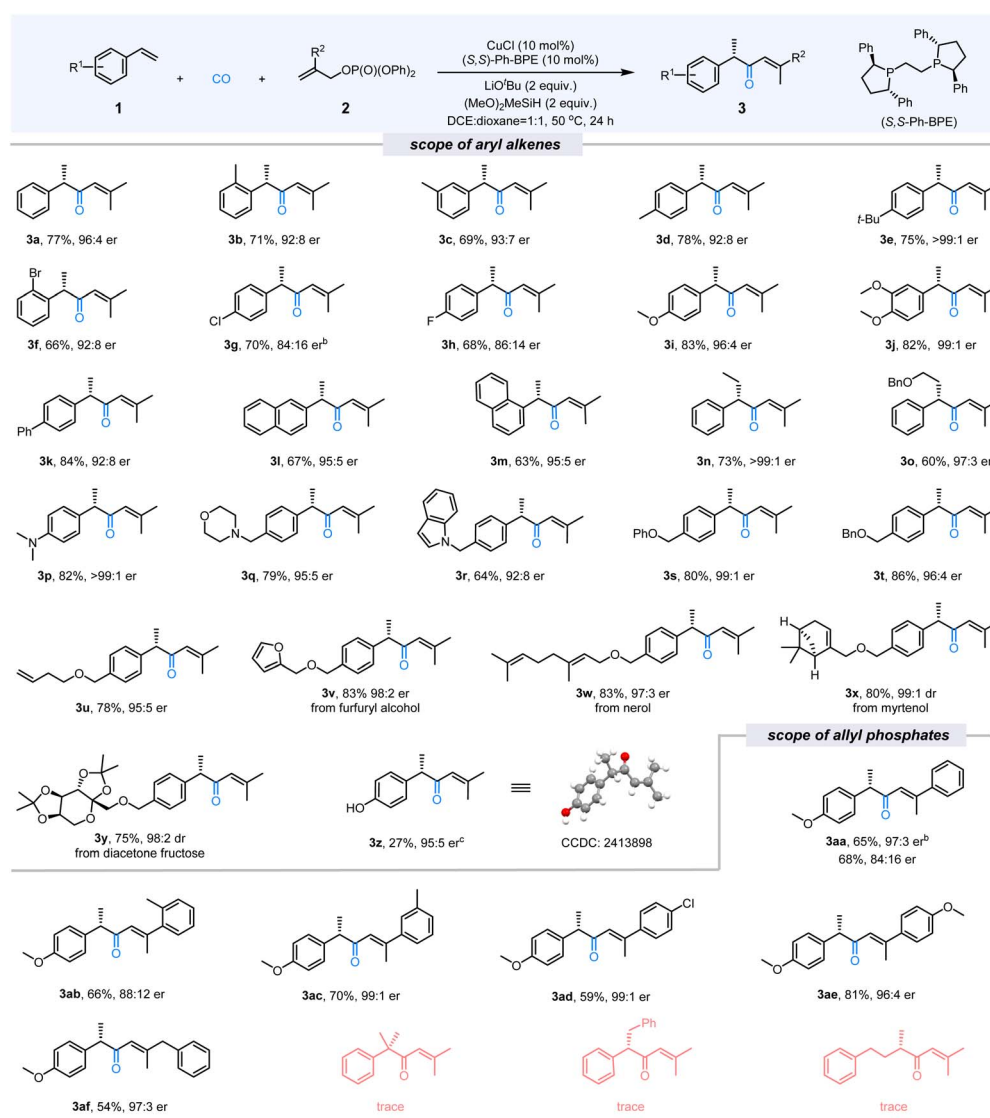 R¹
1
+
CO
+
R²
OP(O)(OPh)₂
2
CuCl (10 mol%)
(S,S)-Ph-BPE (10 mol%)
LiOᵗBu (2 equiv.)
(MeO)₂MeSiH (2 equiv.)
DCE:dioxane=1:1, 50 °C, 24 h
R¹
O
R²
3
Ph
P
P
Ph
Ph
Ph
(S,S-Ph-BPE)
scope of aryl alkenes
O
3a, 77%, 96:4 er
O
3b, 71%, 92:8 er
O
3c, 69%, 93:7 er
O
3d, 78%, 92:8 er
t-Bu
O
3e, 75%, >99:1 er
Br
O
3f, 66%, 92:8 er
Cl
O
3g, 70%, 84:16 erᵇ
F
O
3h, 68%, 86:14 er
O
O
3i, 83%, 96:4 er
O
O
O
3j, 82%, 99:1 er
Ph
O
3k, 84%, 92:8 er
O
3l, 67%, 95:5 er
O
3m, 63%, 95:5 er
O
3n, 73%, >99:1 er
BnO
O
3o, 60%, 97:3 er
N
O
3p, 82%, >99:1 er
O
N
O
3q, 79%, 95:5 er
N
O
3r, 64%, 92:8 er
PhO
O
3s, 80%, 99:1 er
BnO
O
3t, 86%, 96:4 er
O
O
3u, 78%, 95:5 er
O
O
O
3v, 83% 98:2 er
from furfuryl alcohol
O
O
3w, 83%, 97:3 er
from nerol
H
H
O
O
3x, 80%, 99:1 dr
from myrtenol
scope of allyl phosphates
O
O
O
O
O
O
O
3y, 75%, 98:2 dr
from diacetone fructose
HO
O
3z, 27%, 95:5 erᶜ
≡
CCDC: 2413898
O
O
3aa, 65%, 97:3 erᵇ
68%, 84:16 er
O
O
3ab, 66%, 88:12 er
O
O
3ac, 70%, 99:1 er
O
O
Cl
3ad, 59%, 99:1 er
O
O
O
3ae, 81%, 96:4 er
O
O
3af, 54%, 97:3 er
O
trace
Ph
O
trace
O
trace